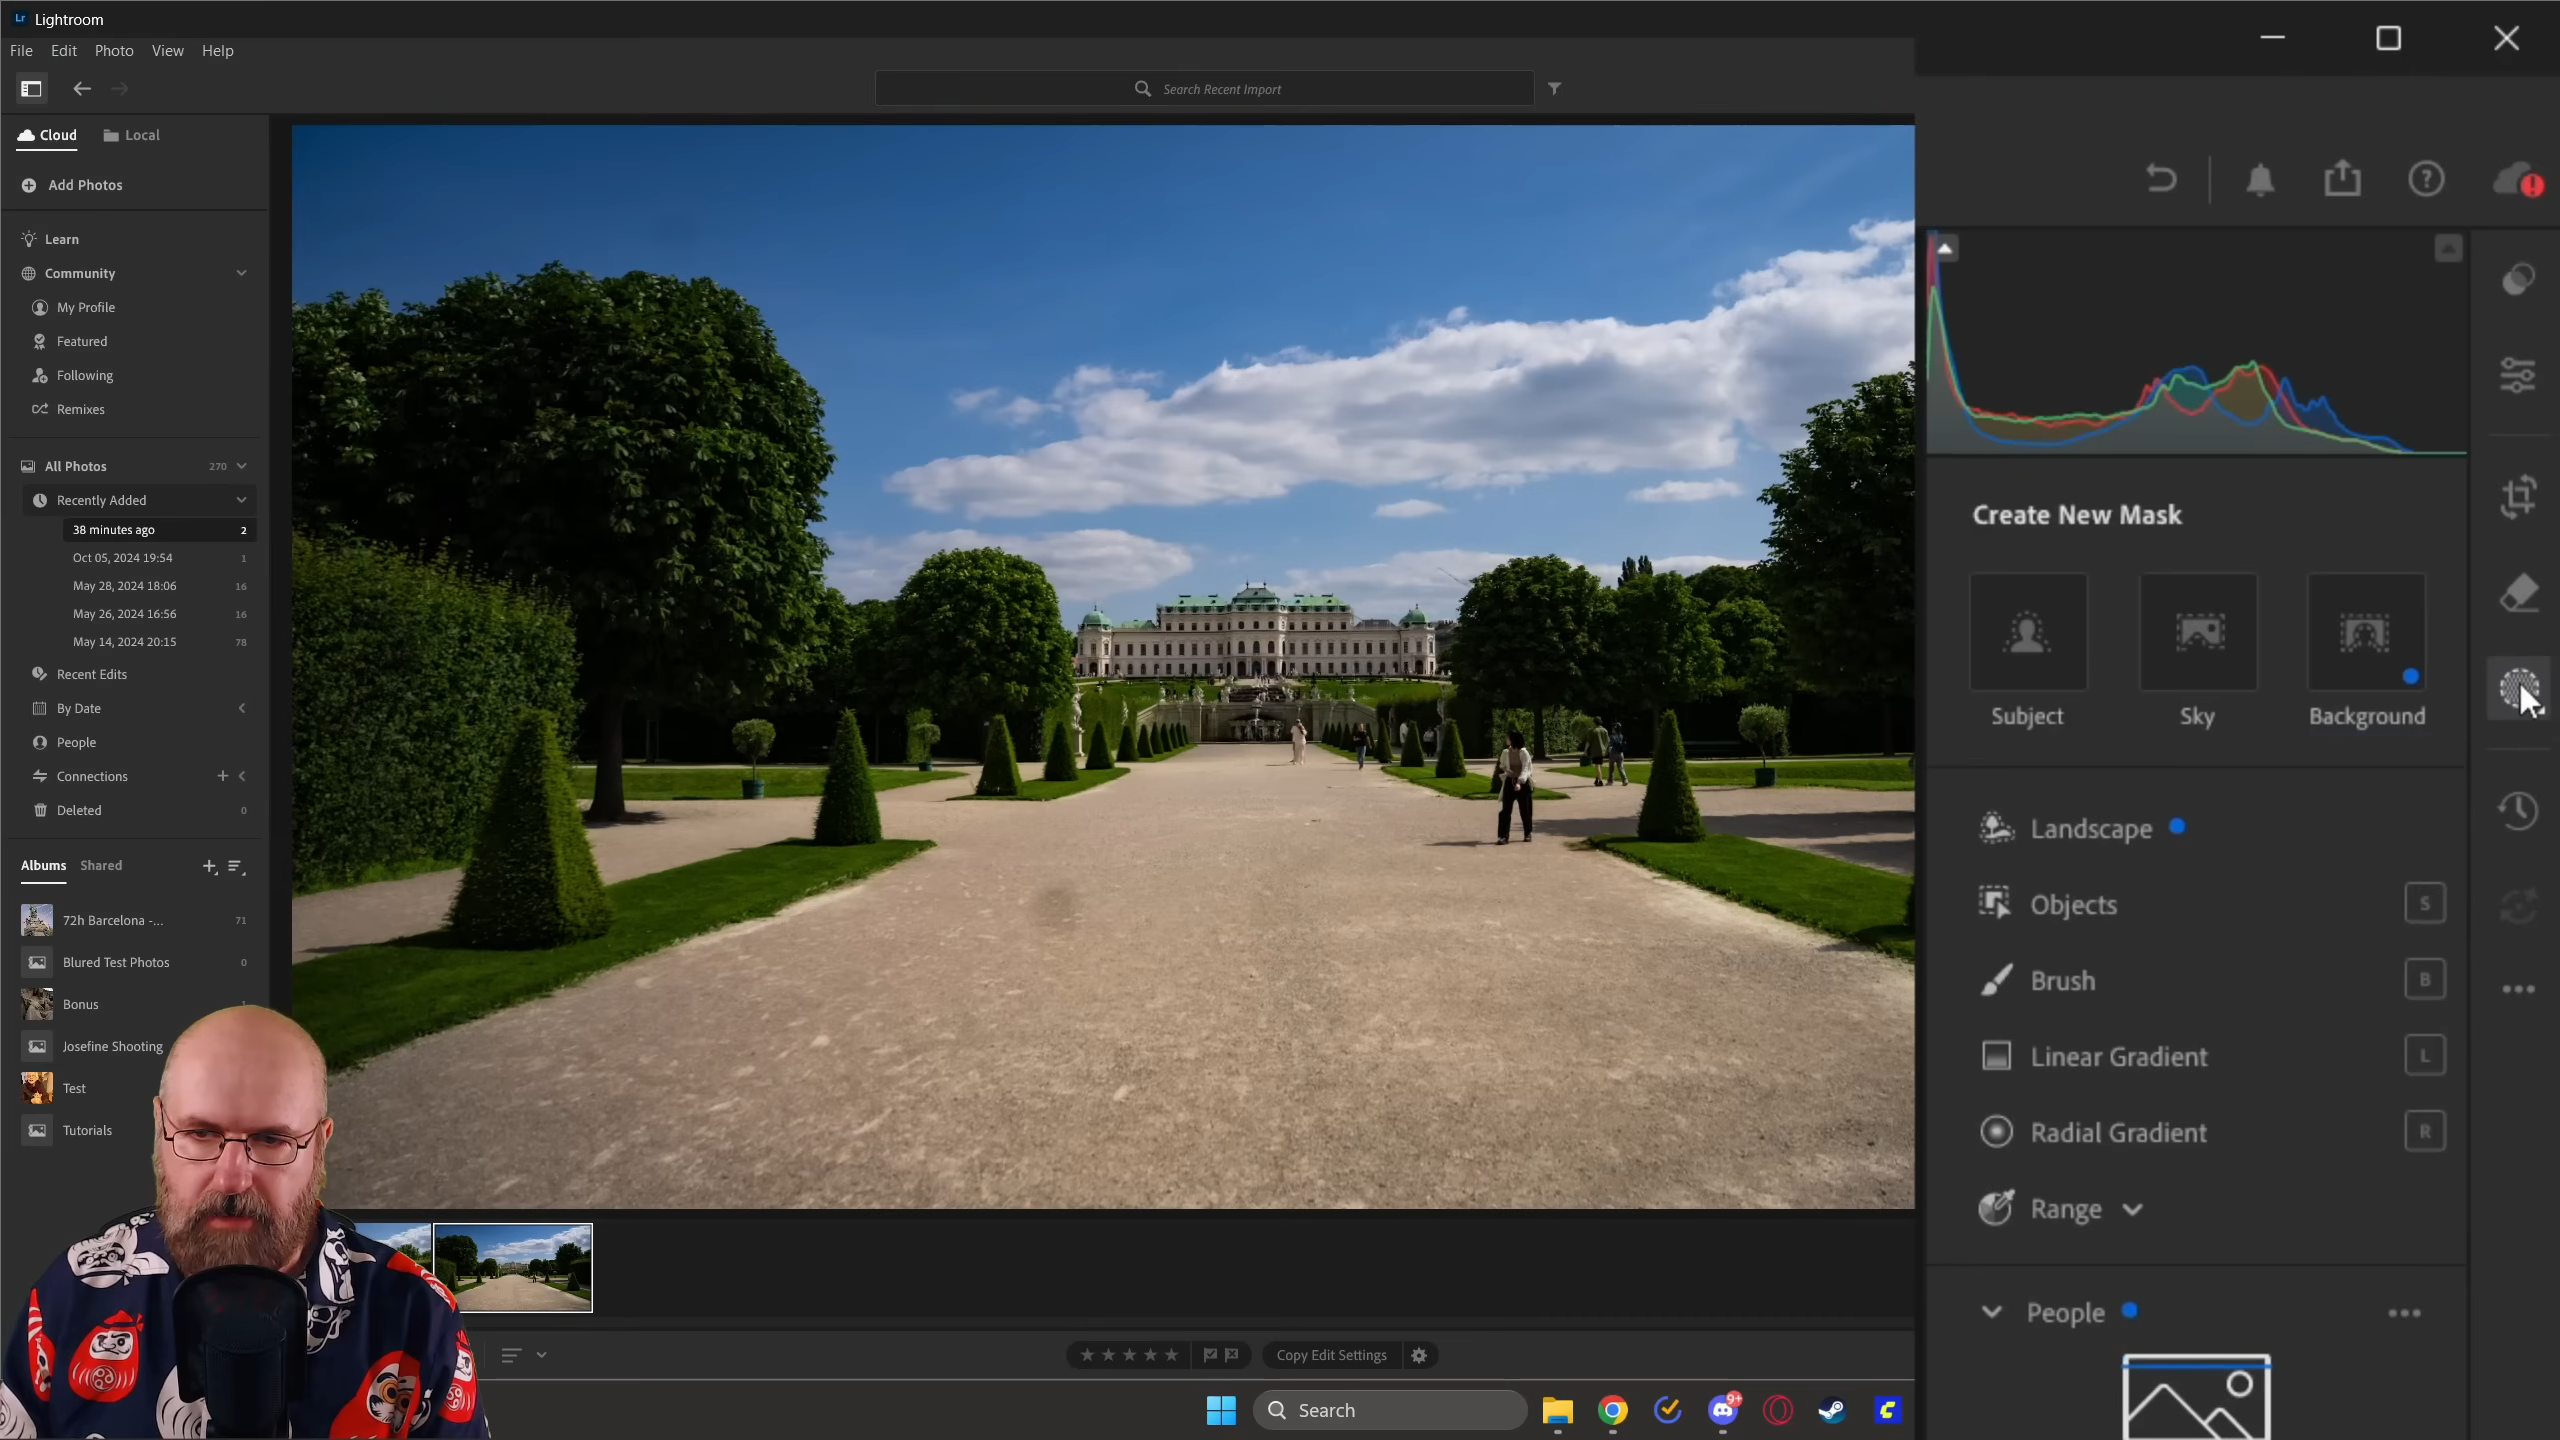 Lr Lightroom
File Edit Photo View Help
Search Recent Import
Cloud Local
Add Photos
Learn
Community
My Profile
Featured
Following
Remixes
All Photos 270
Recently Added
38 minutes ago 2
Oct 05, 2024 19:54 1
May 28, 2024 18:06 16
May 26, 2024 16:56 16
May 14, 2024 20:15 78
Recent Edits
By Date
People
Connections
Deleted 0
Albums Shared
72h Barcelona -... 71
Blured Test Photos 0
Bonus
Josefine Shooting
Test
Tutorials
Copy Edit Settings
Search
9+
Create New Mask
Subject Sky Background
Landscape
Objects S
Brush B
Linear Gradient L
Radial Gradient R
Range
People